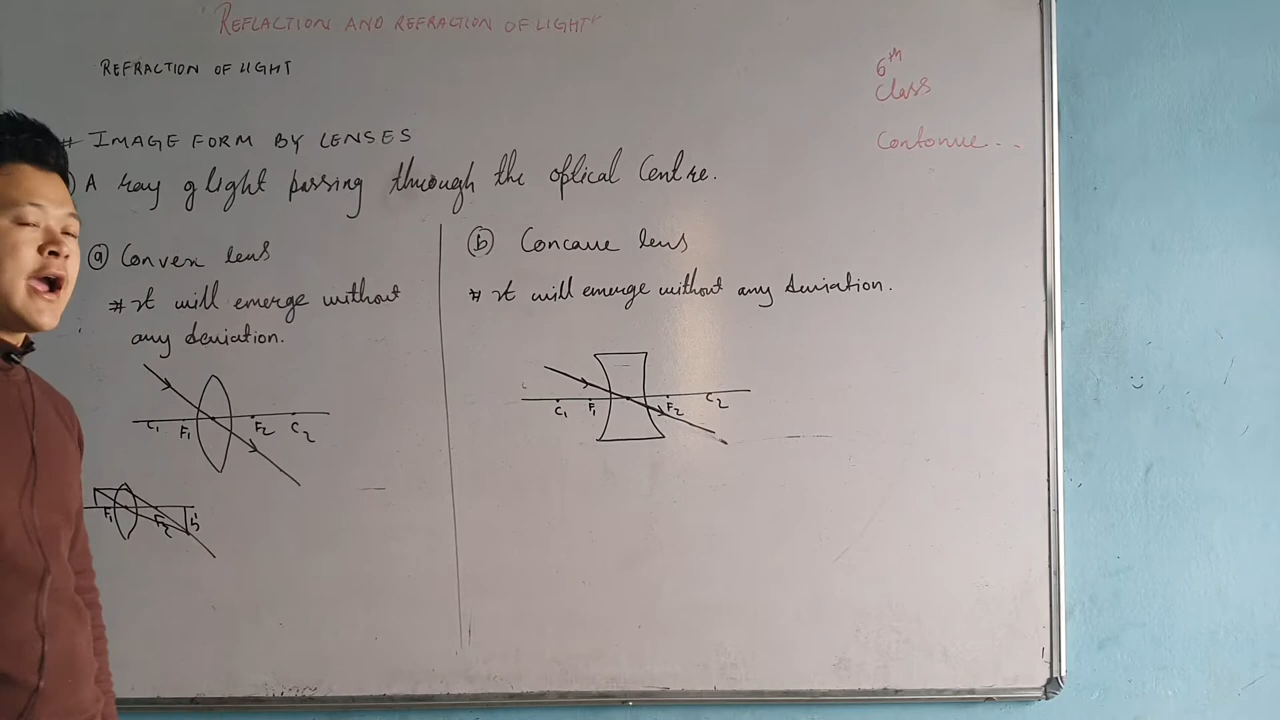 REFLACTION AND REFRACTION OF LIGHT
REFRACTION OF LIGHT
6th
Class
Contonue...
# IMAGE FORM BY LENSES
) A ray of light passing through the optical Centre.
(a) Convex lens
# It will emerge without
any deviation.
C1 F1 F2 C2
F1 F2
(b) Concave lens
# It will emerge without any deviation.
C1 F1 F2 C2